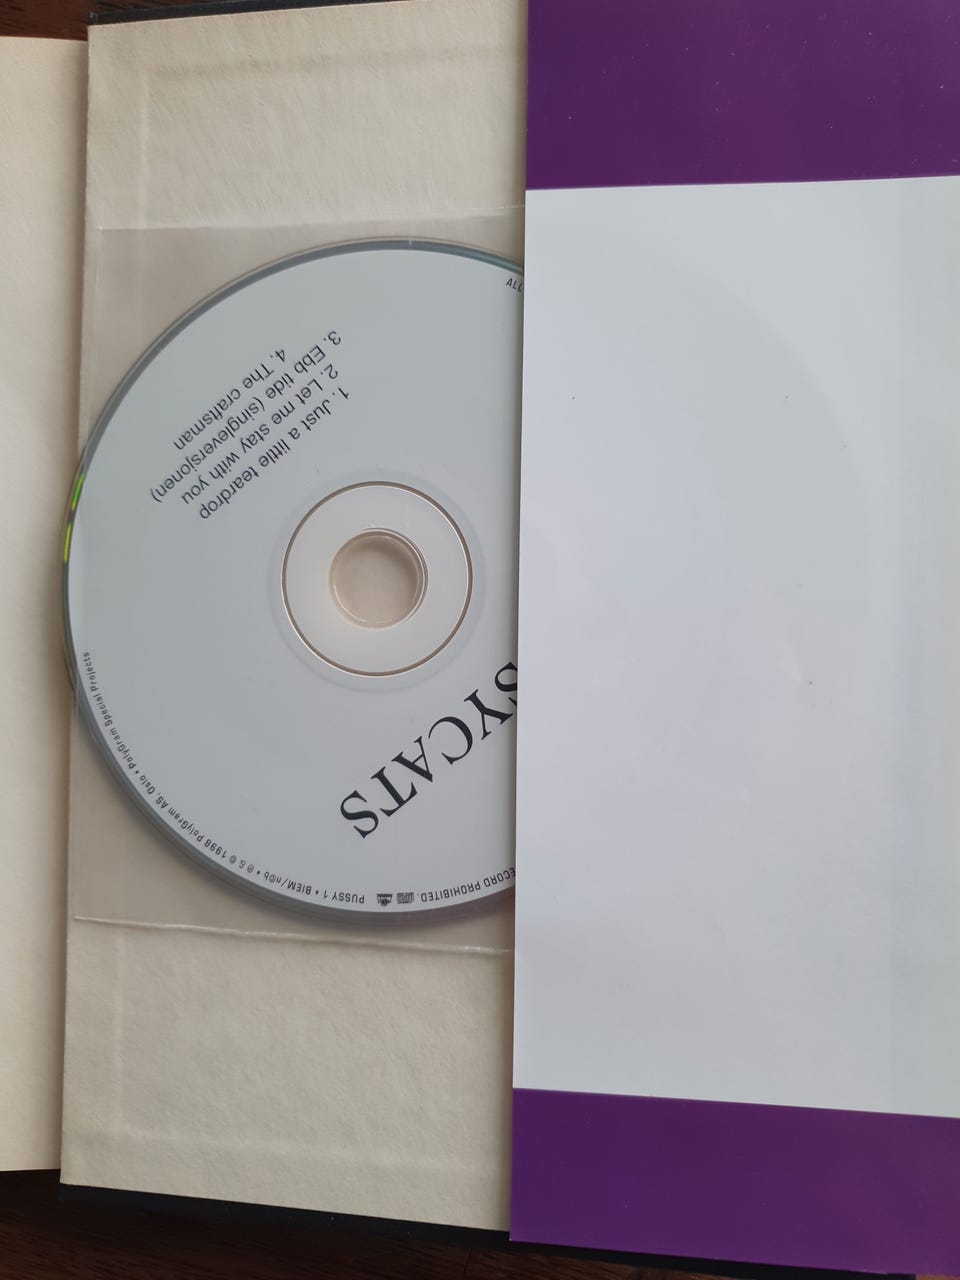 SYCATS
1. Just a little teardrop
2. Let me stay with you
3. Ebb tide (singleversjonen)
4. The craftsman
ALL
ECORD PROHIBITED. PUSSY 1 • BIEM/n©b • ℗ & © 1998 PolyGram AS, Oslo • PolyGram Special Projects